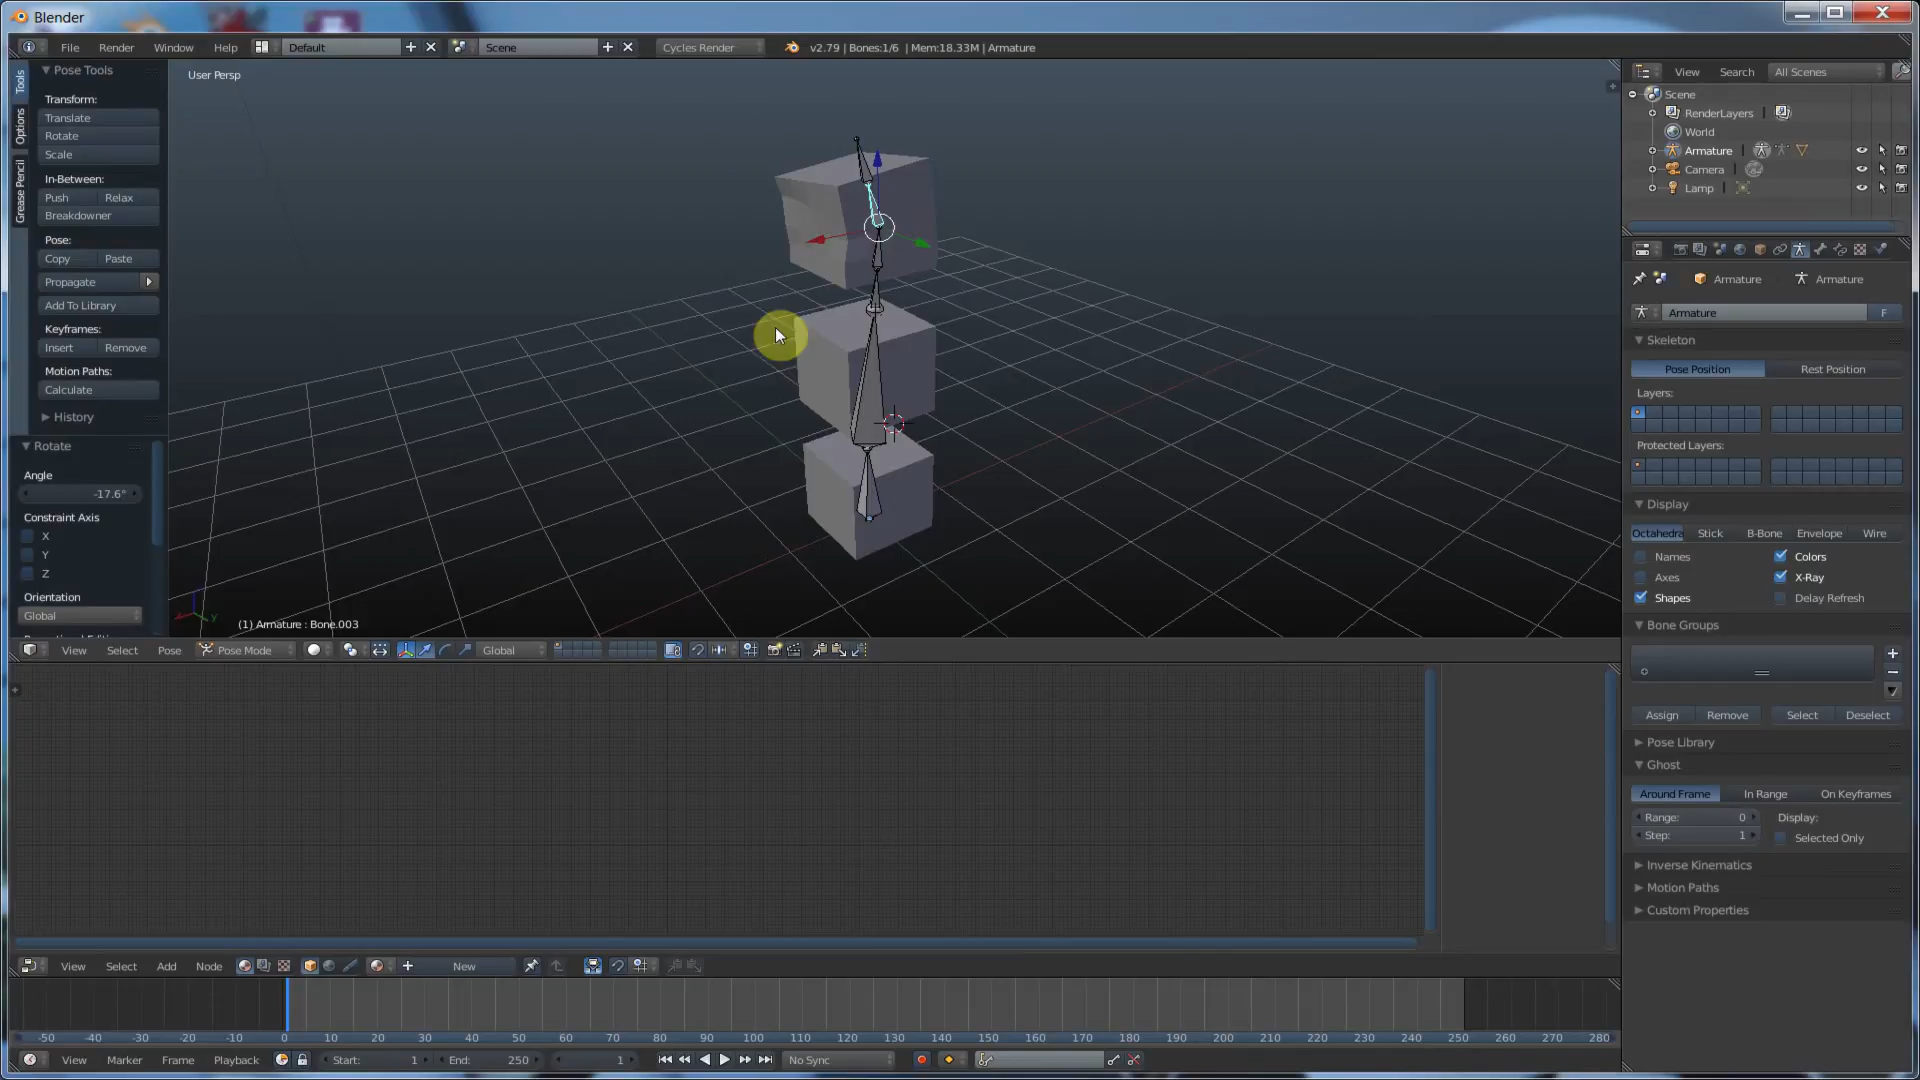 Blender
File Render Window Help Default Scene Cycles Render v2.79 | Bones:1/6 | Mem:18.33M | Armature
Tools
Options
Grease Pencil
Pose Tools
Transform:
Translate
Rotate
Scale
In-Between:
Push Relax
Breakdowner
Pose:
Copy Paste
Propagate
Add To Library
Keyframes:
Insert Remove
Motion Paths:
Calculate
History
Rotate
Angle
-17.6°
Constraint Axis
X
Y
Z
Orientation
Global
User Persp
y
(1) Armature : Bone.003
View Select Pose Pose Mode Global
View Select Add Node New
-50 -40 -30 -20 -10 0 10 20 30 40 50 60 70 80 90 100 110 120 130 140 150 160 170 180 190 200 210 220 230 240 250 260 270 280
View Marker Frame Playback Start: 1 End: 250 1 No Sync
View Search All Scenes
Scene
RenderLayers |
World
Armature |
Camera |
Lamp |
Armature Armature
Armature F
Skeleton
Pose Position Rest Position
Layers:
Protected Layers:
Display
Octahedra Stick B-Bone Envelope Wire
Names Colors
Axes X-Ray
Shapes Delay Refresh
Bone Groups
Assign Remove Select Deselect
Pose Library
Ghost
Around Frame In Range On Keyframes
Range: 0 Display:
Step: 1 Selected Only
Inverse Kinematics
Motion Paths
Custom Properties